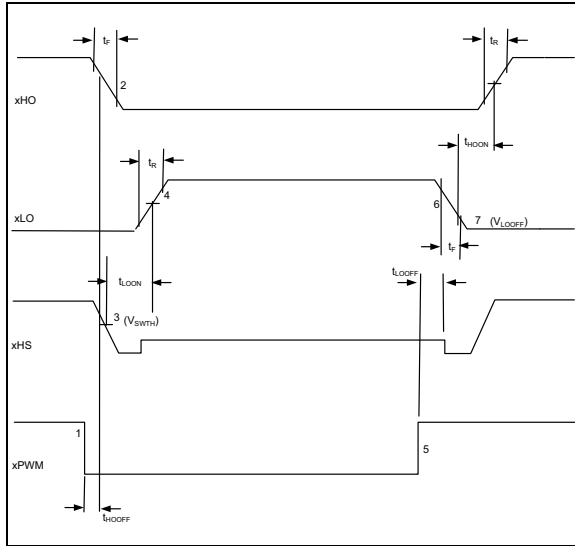 tF
tR
2
xHO
tHOON
tR
4
6
7 (VLOOFF)
xLO
tF
tLOON
tLOOFF
3 (VSWTH)
xHS
1
5
xPWM
tHOOFF